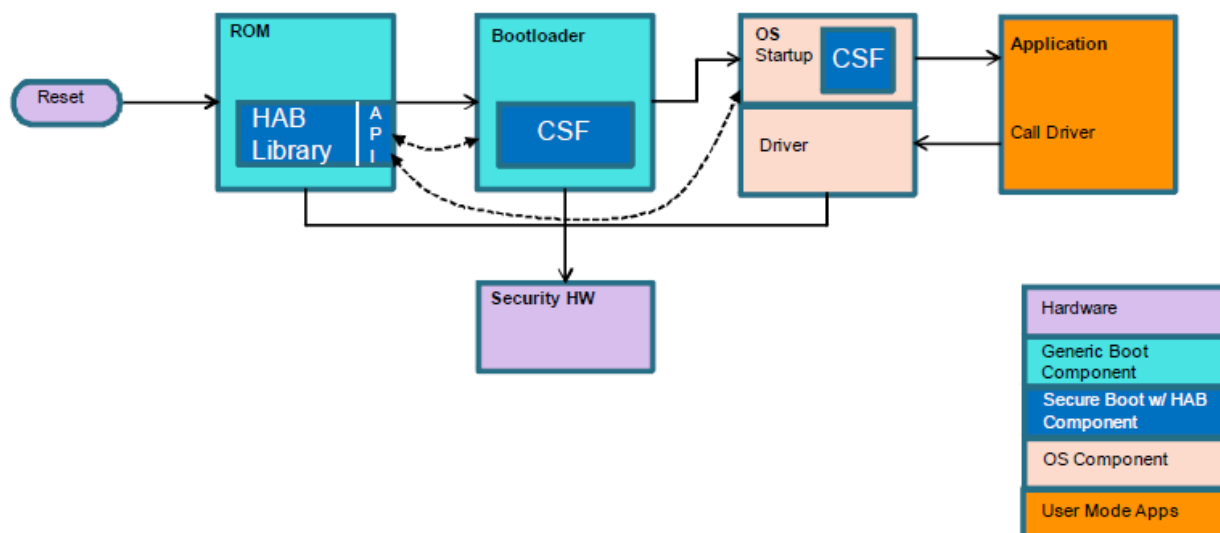 ROM
HAB
Library
A
P
I
Reset
Bootloader
CSF
OS
Startup
CSF
Driver
Application
Call Driver
Security HW
Hardware
Generic Boot
Component
Secure Boot w/ HAB
Component
OS Component
User Mode Apps